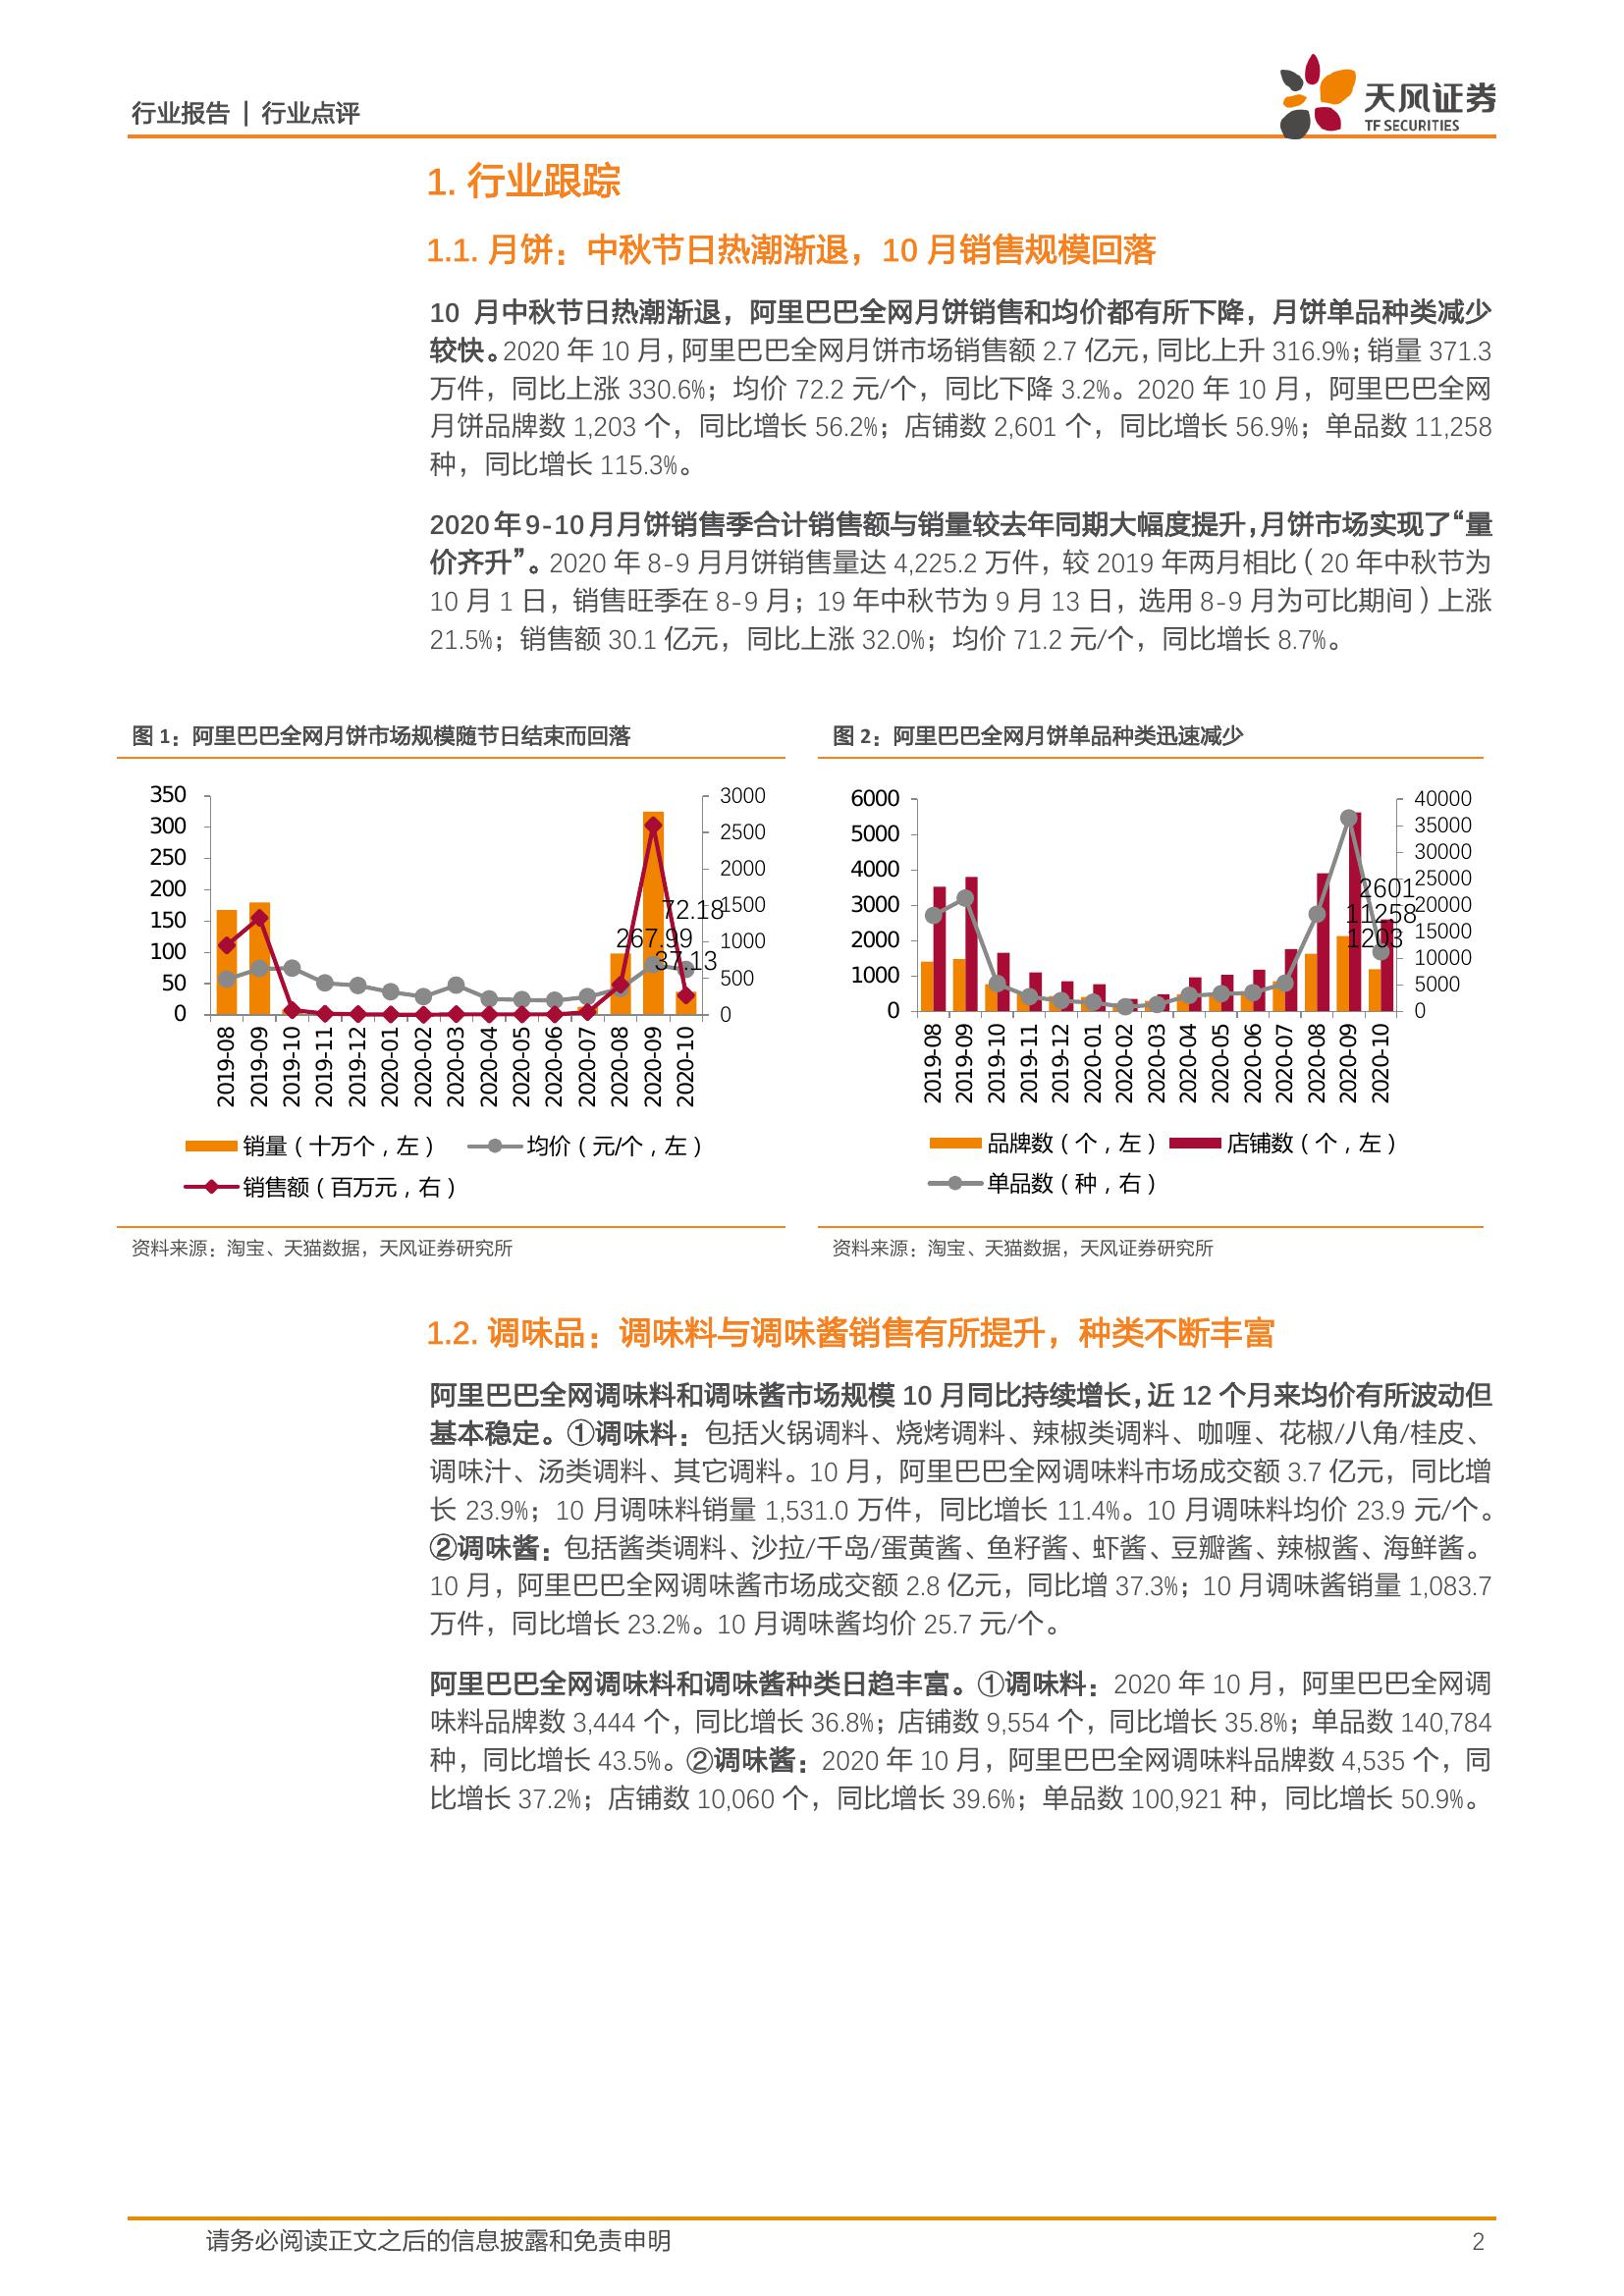 行业报告 | 行业点评
天风证券
TF SECURITIES
1. 行业跟踪
1.1. 月饼：中秋节日热潮渐退，10 月销售规模回落
10 月中秋节日热潮渐退，阿里巴巴全网月饼销售和均价都有所下降，月饼单品种类减少
较快。2020 年 10 月，阿里巴巴全网月饼市场销售额 2.7 亿元，同比上升 316.9%；销量 371.3
万件，同比上涨 330.6%；均价 72.2 元/个，同比下降 3.2%。2020 年 10 月，阿里巴巴全网
月饼品牌数 1,203 个，同比增长 56.2%；店铺数 2,601 个，同比增长 56.9%；单品数 11,258
种，同比增长 115.3%。
2020年9-10月月饼销售季合计销售额与销量较去年同期大幅度提升，月饼市场实现了“量
价齐升”。2020 年 8-9 月月饼销售量达 4,225.2 万件，较 2019 年两月相比（20 年中秋节为
10 月 1 日，销售旺季在 8-9 月；19 年中秋节为 9 月 13 日，选用 8-9 月为可比期间）上涨
21.5%；销售额 30.1 亿元，同比上涨 32.0%；均价 71.2 元/个，同比增长 8.7%。
图 1：阿里巴巴全网月饼市场规模随节日结束而回落
350
300
250
200
150
100
50
0
3000
2500
2000
1500
1000
500
0
72.18
267.99
37.13
2019-08
2019-09
2019-10
2019-11
2019-12
2020-01
2020-02
2020-03
2020-04
2020-05
2020-06
2020-07
2020-08
2020-09
2020-10
销量（十万个，左）
均价（元/个，左）
销售额（百万元，右）
资料来源：淘宝、天猫数据，天风证券研究所
图 2：阿里巴巴全网月饼单品种类迅速减少
6000
5000
4000
3000
2000
1000
0
40000
35000
30000
25000
20000
15000
10000
5000
0
2601
11258
1203
2019-08
2019-09
2019-10
2019-11
2019-12
2020-01
2020-02
2020-03
2020-04
2020-05
2020-06
2020-07
2020-08
2020-09
2020-10
品牌数（个，左）
店铺数（个，左）
单品数（种，右）
资料来源：淘宝、天猫数据，天风证券研究所
1.2. 调味品：调味料与调味酱销售有所提升，种类不断丰富
阿里巴巴全网调味料和调味酱市场规模 10 月同比持续增长，近 12 个月来均价有所波动但
基本稳定。①调味料：包括火锅调料、烧烤调料、辣椒类调料、咖喱、花椒/八角/桂皮、
调味汁、汤类调料、其它调料。10 月，阿里巴巴全网调味料市场成交额 3.7 亿元，同比增
长 23.9%；10 月调味料销量 1,531.0 万件，同比增长 11.4%。10 月调味料均价 23.9 元/个。
②调味酱：包括酱类调料、沙拉/千岛/蛋黄酱、鱼籽酱、虾酱、豆瓣酱、辣椒酱、海鲜酱。
10 月，阿里巴巴全网调味酱市场成交额 2.8 亿元，同比增 37.3%；10 月调味酱销量 1,083.7
万件，同比增长 23.2%。10 月调味酱均价 25.7 元/个。
阿里巴巴全网调味料和调味酱种类日趋丰富。①调味料：2020 年 10 月，阿里巴巴全网调
味料品牌数 3,444 个，同比增长 36.8%；店铺数 9,554 个，同比增长 35.8%；单品数 140,784
种，同比增长 43.5%。②调味酱：2020 年 10 月，阿里巴巴全网调味料品牌数 4,535 个，同
比增长 37.2%；店铺数 10,060 个，同比增长 39.6%；单品数 100,921 种，同比增长 50.9%。
请务必阅读正文之后的信息披露和免责申明
2